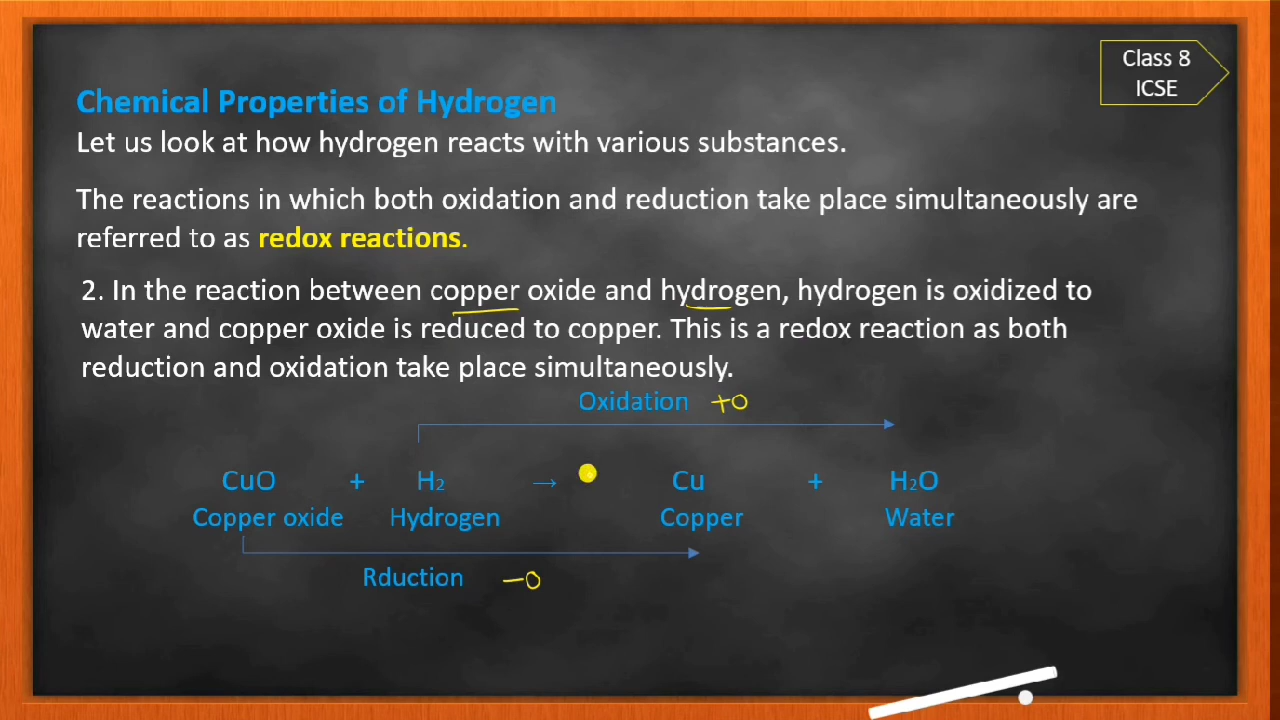 Class 8
ICSE
Chemical Properties of Hydrogen
Let us look at how hydrogen reacts with various substances.
The reactions in which both oxidation and reduction take place simultaneously are
referred to as redox reactions.
2. In the reaction between copper oxide and hydrogen, hydrogen is oxidized to
water and copper oxide is reduced to copper. This is a redox reaction as both
reduction and oxidation take place simultaneously.
Oxidation +O
CuO + H₂ → Cu + H₂O
Copper oxide Hydrogen Copper Water
Rduction −O